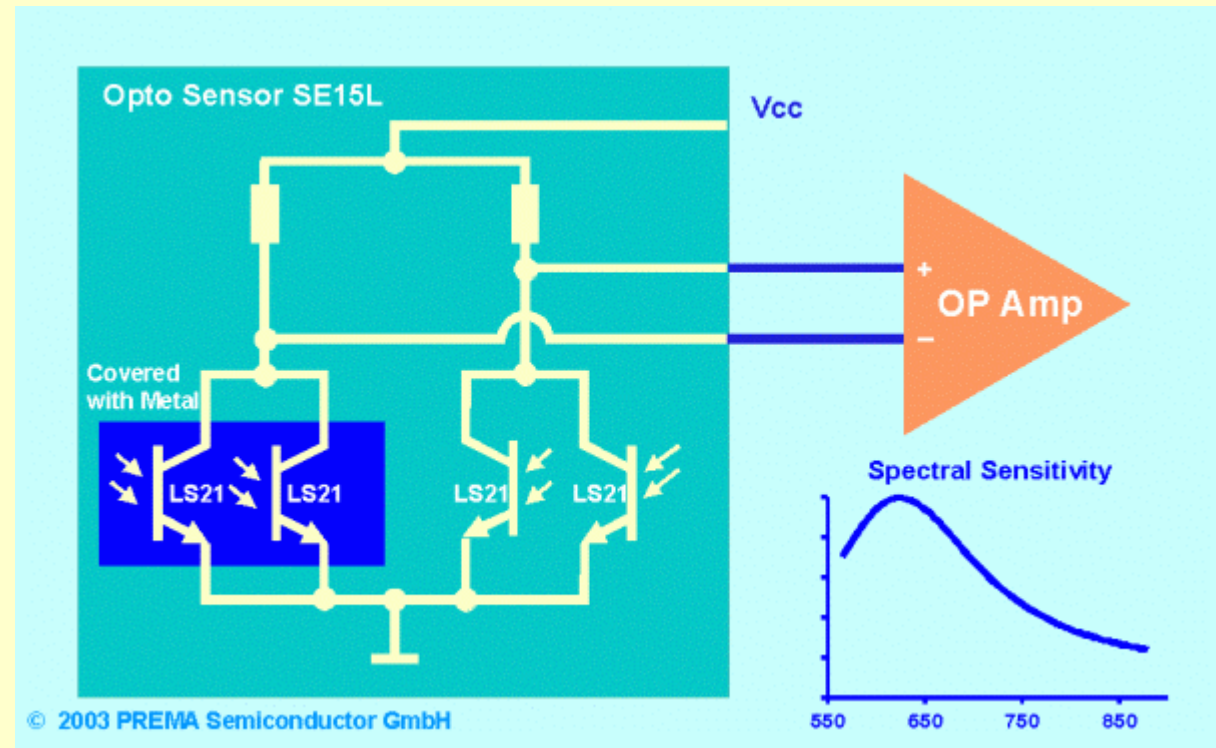 Opto Sensor SE15L
Vcc
+
OP Amp
−
Covered
with Metal
LS21
LS21
LS21
LS21
Spectral Sensitivity
550
650
750
850
© 2003 PREMA Semiconductor GmbH